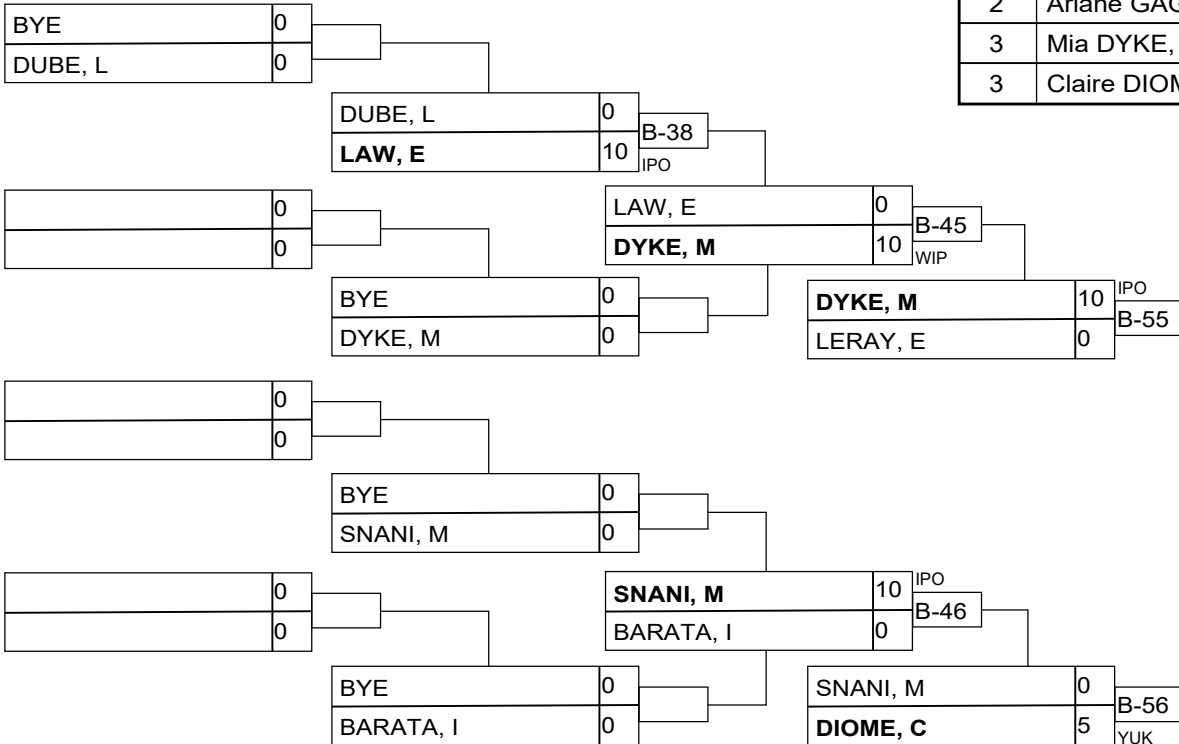 2 Ariane
3 Mia DYKE,
3 Claire
BYE 0
DUBE, L 0
DUBE, L 0
LAW, E 10
B-38
IPO
0
0
LAW, E 0
DYKE, M 10
B-45
WIP
BYE 0
DYKE, M 0
DYKE, M 10
LERAY, E 0
IPO
B-55
0
0
BYE 0
SNANI, M 0
0
0
SNANI, M 10
BARATA, I 0
IPO
B-46
BYE 0
BARATA, I 0
SNANI, M 0
DIOME, C 5
B-56
YUK